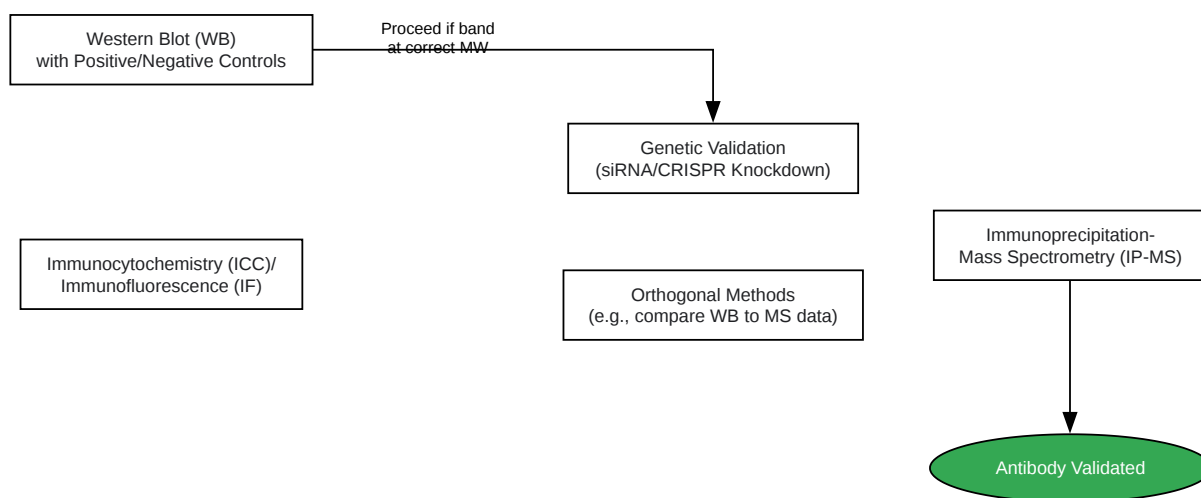 Western Blot (WB)
with Positive/Negative Controls
Proceed if band
at correct MW
Genetic Validation
(siRNA/CRISPR Knockdown)
Immunoprecipitation-
Mass Spectrometry (IP-MS)
Immunocytochemistry (ICC)/
Immunofluorescence (IF)
Orthogonal Methods
(e.g., compare WB to MS data)
Antibody Validated